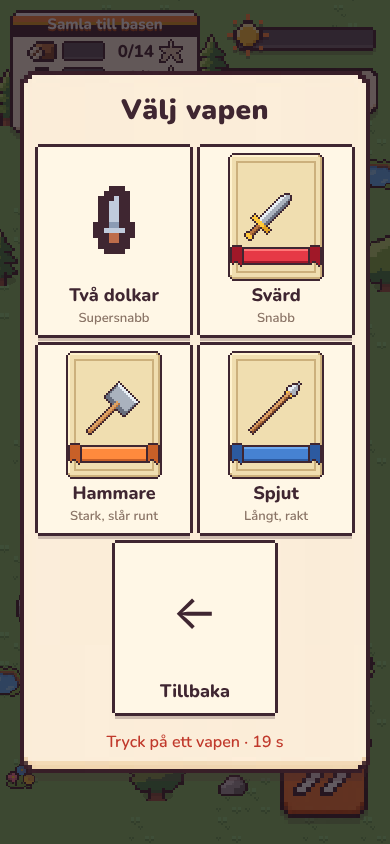 Samla till basen
0/14
Välj vapen
Två dolkar
Supersnabb
Svärd
Snabb
Hammare
Stark, slår runt
Spjut
Långt, rakt
Tillbaka
Tryck på ett vapen · 19 s